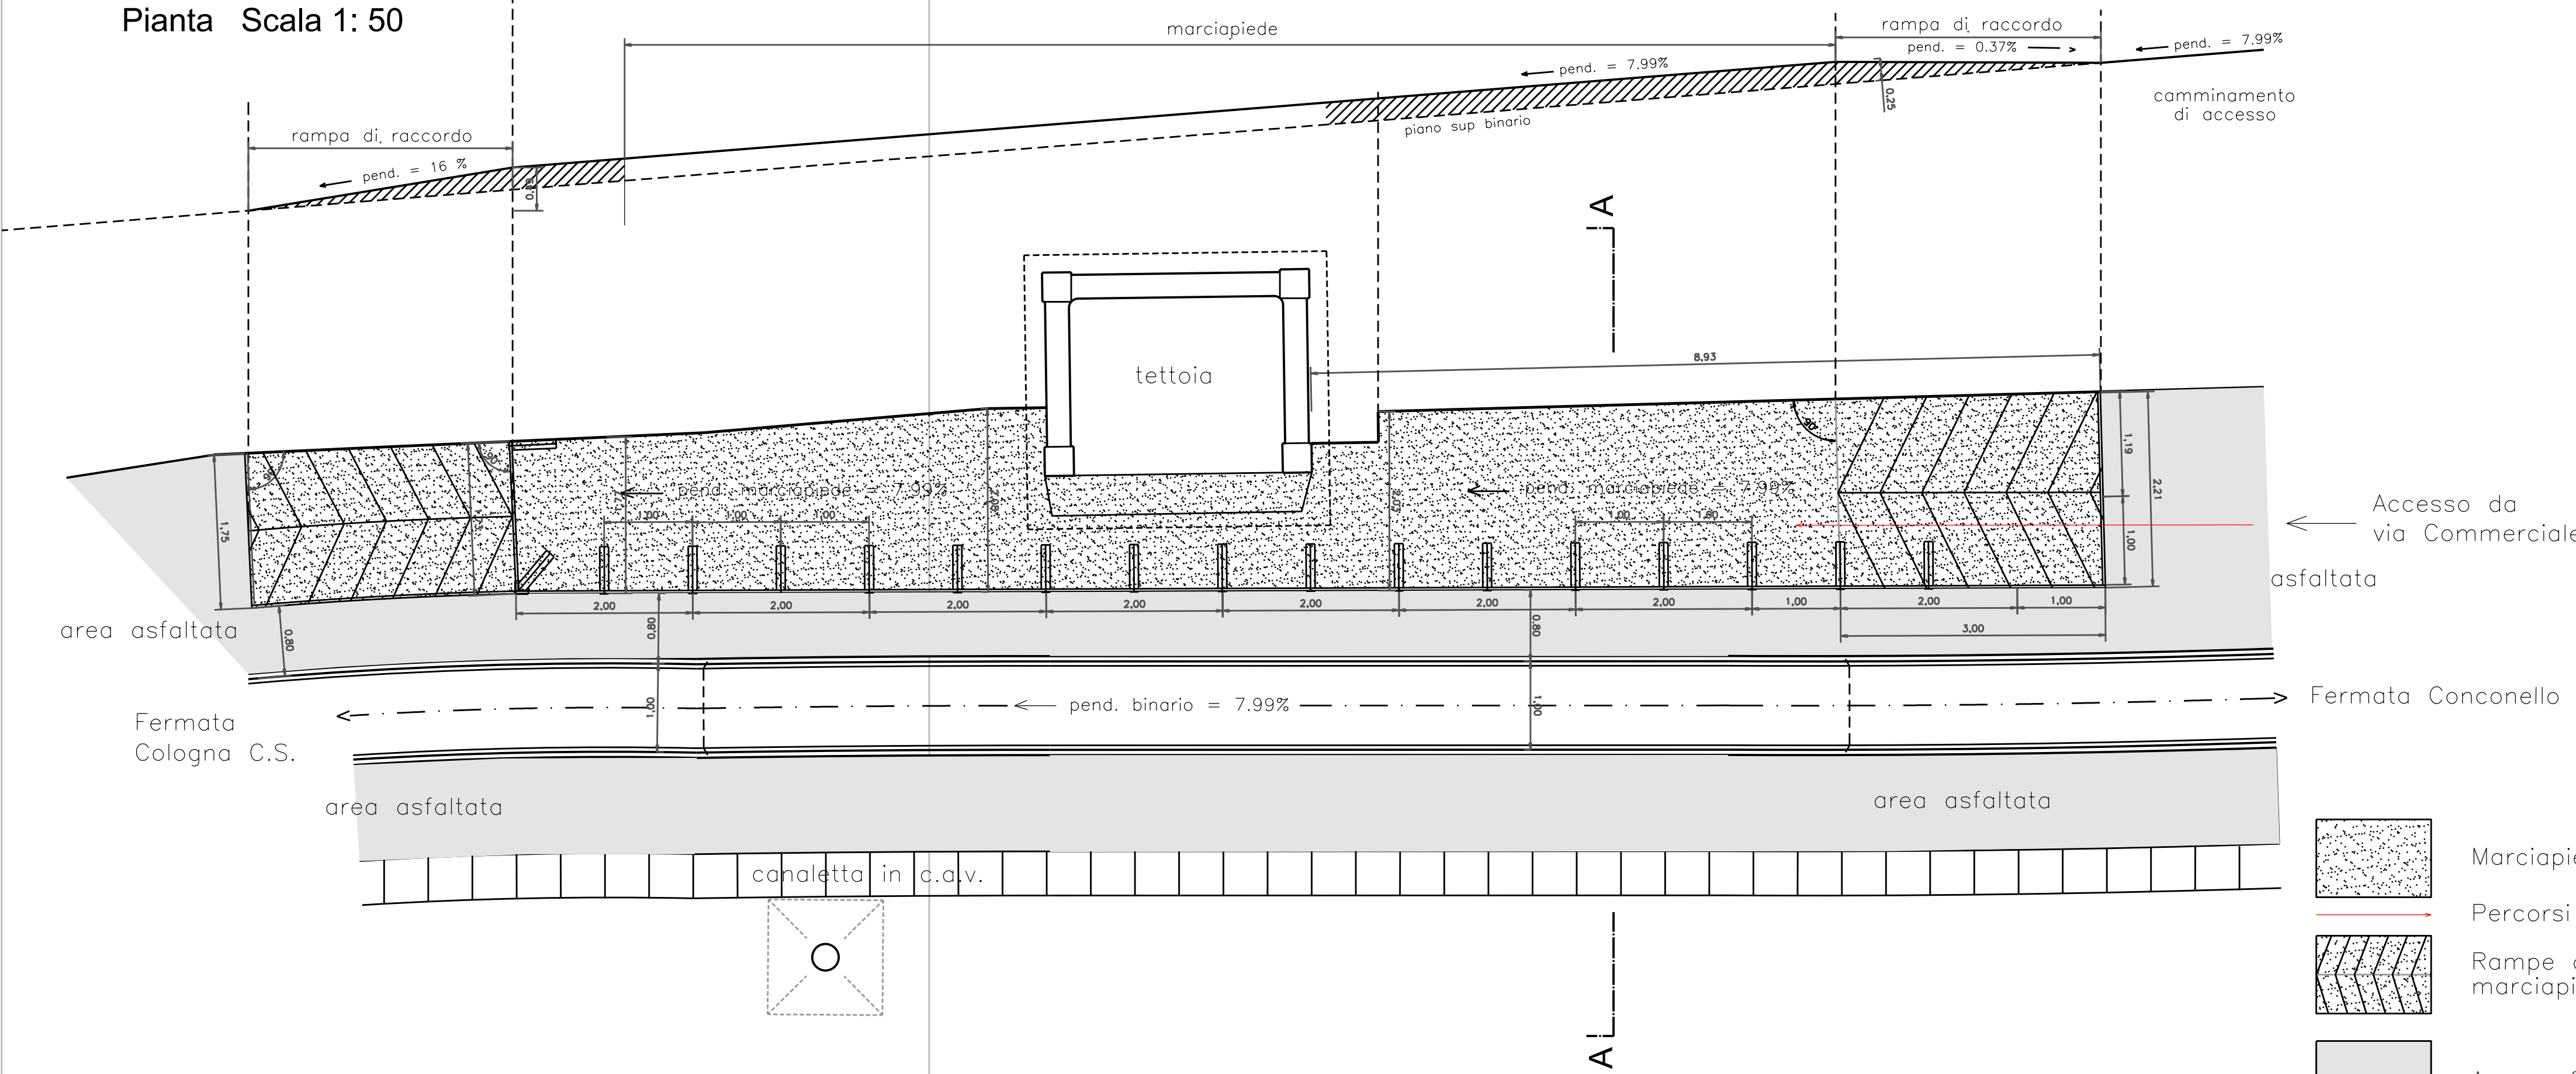 Pianta Scala 1: 50
marciapiede
rampa di raccordo
pend. = 0.37%
pend. = 7.99%
pend. = 7.99%
0,25
camminamento
di accesso
piano sup binario
rampa di raccordo
pend. = 16 %
A
8,93
tettoia
90°
90°
pend. marciapiede = 7.99%
pend. marciapiede = 7.99%
1,00
1,00
1,00
1,00
1,19
2,21
1,00
1,75
Accesso da
via Commerciale
asfaltata
2,00
2,00
2,00
2,00
2,00
2,00
2,00
1,00
2,00
1,00
3,00
area asfaltata
0,80
0,80
0,80
1,00
1,00
pend. binario = 7.99%
Fermata
Cologna C.S.
Fermata Conconello
area asfaltata
area asfaltata
canaletta in c.a.v.
Percorsi
Rampe
A